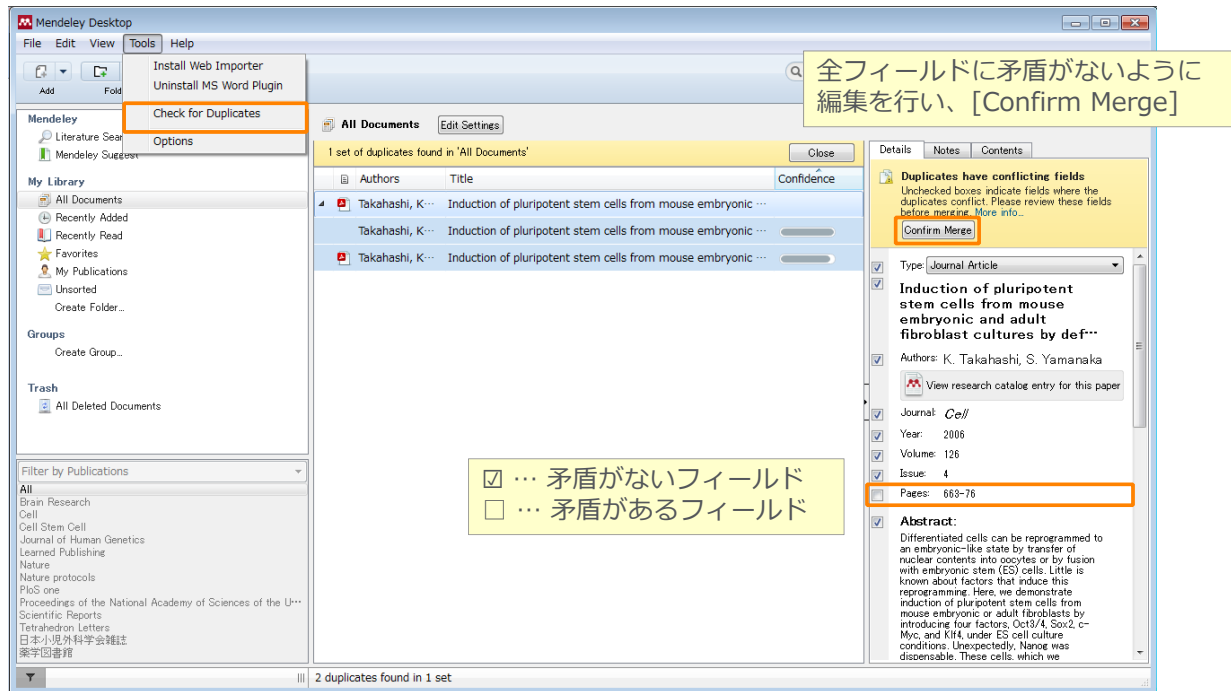 Mendeley Desktop
File Edit View Tools Help
Install Web Importer
Uninstall MS Word Plugin
Check for Duplicates
Options
Add
Fold
全フィールドに矛盾がないように
編集を行い、[Confirm Merge]
Mendeley
Literature Sear
Mendeley Suggest
My Library
All Documents
Recently Added
Recently Read
Favorites
My Publications
Unsorted
Create Folder...
Groups
Create Group...
Trash
All Deleted Documents
Filter by Publications
All
Brain Research
Cell
Cell Stem Cell
Journal of Human Genetics
Learned Publishing
Nature
Nature protocols
PloS one
Proceedings of the National Academy of Sciences of the U…
Scientific Reports
Tetrahedron Letters
日本小児外科学会雑誌
薬学図書館
All Documents Edit Settings
1 set of duplicates found in 'All Documents' Close
Authors Title Confidence
Takahashi, K… Induction of pluripotent stem cells from mouse embryonic …
Takahashi, K… Induction of pluripotent stem cells from mouse embryonic …
Takahashi, K… Induction of pluripotent stem cells from mouse embryonic …
☑ … 矛盾がないフィールド
☐ … 矛盾があるフィールド
2 duplicates found in 1 set
Details Notes Contents
Duplicates have conflicting fields
Unchecked boxes indicate fields where the
duplicates conflict. Please review these fields
before merging. More info...
Confirm Merge
Type: Journal Article
Induction of pluripotent
stem cells from mouse
embryonic and adult
fibroblast cultures by def…
Authors: K. Takahashi, S. Yamanaka
View research catalog entry for this paper
Journal: Cell
Year: 2006
Volume: 126
Issue: 4
Pages: 663-76
Abstract:
Differentiated cells can be reprogrammed to
an embryonic-like state by transfer of
nuclear contents into oocytes or by fusion
with embryonic stem (ES) cells. Little is
known about factors that induce this
reprogramming. Here, we demonstrate
induction of pluripotent stem cells from
mouse embryonic or adult fibroblasts by
introducing four factors, Oct3/4, Sox2, c-
Myc, and Klf4, under ES cell culture
conditions. Unexpectedly, Nanog was
dispensable. These cells, which we